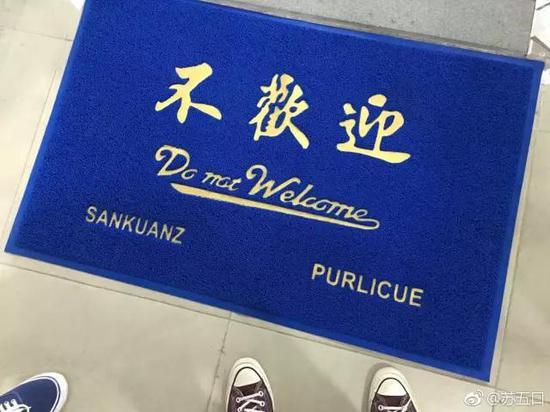 不歡迎
Do not Welcome
SANKUANZ
PURLICUE
@苏五口